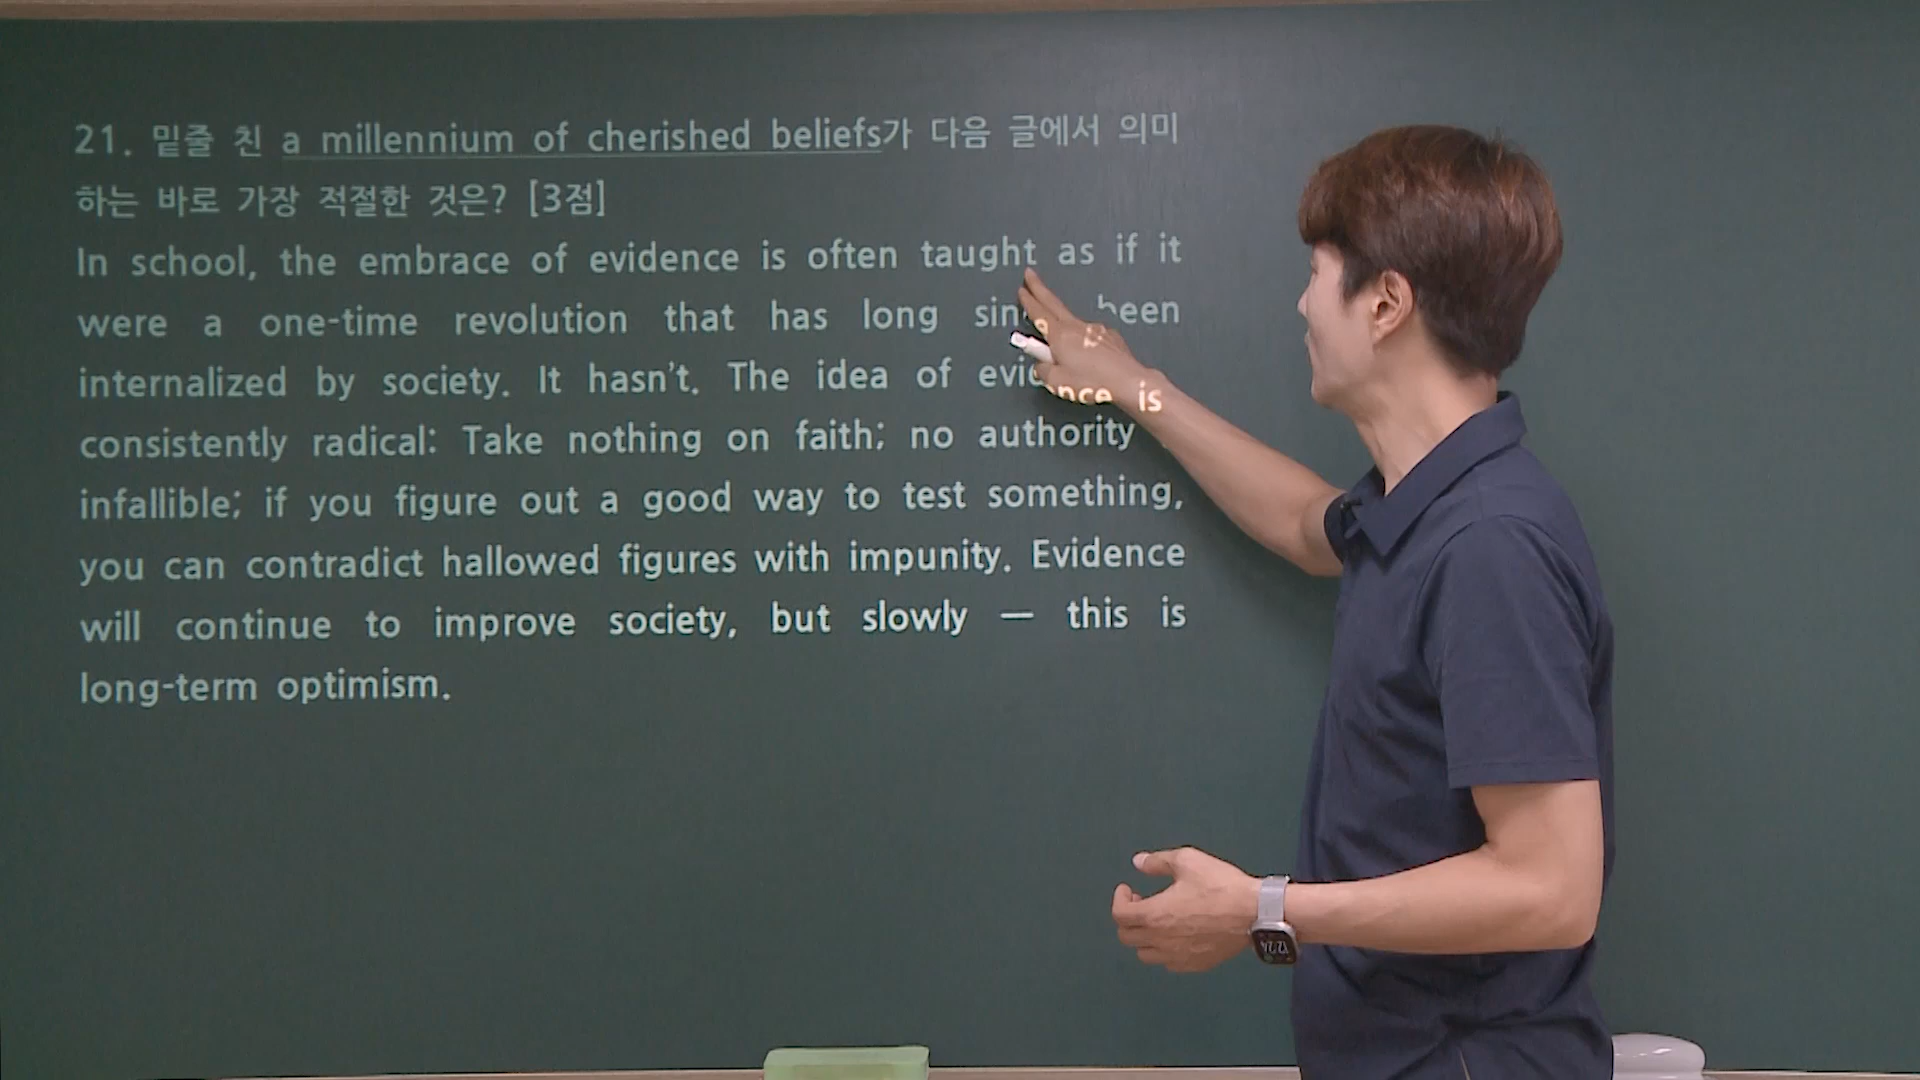 21. 밑줄 친 a millennium of cherished beliefs가 다음 글에서 의미
하는 바로 가장 적절한 것은? [3점]
In school, the embrace of evidence is often taught as if it
were a one-time revolution that has long been
internalized by society. It hasn't. The idea of evidence is
consistently radical: Take nothing on faith; no authority
infallible; if you figure out a good way to test something,
you can contradict hallowed figures with impunity. Evidence
will continue to improve society, but slowly — this is
long-term optimism.